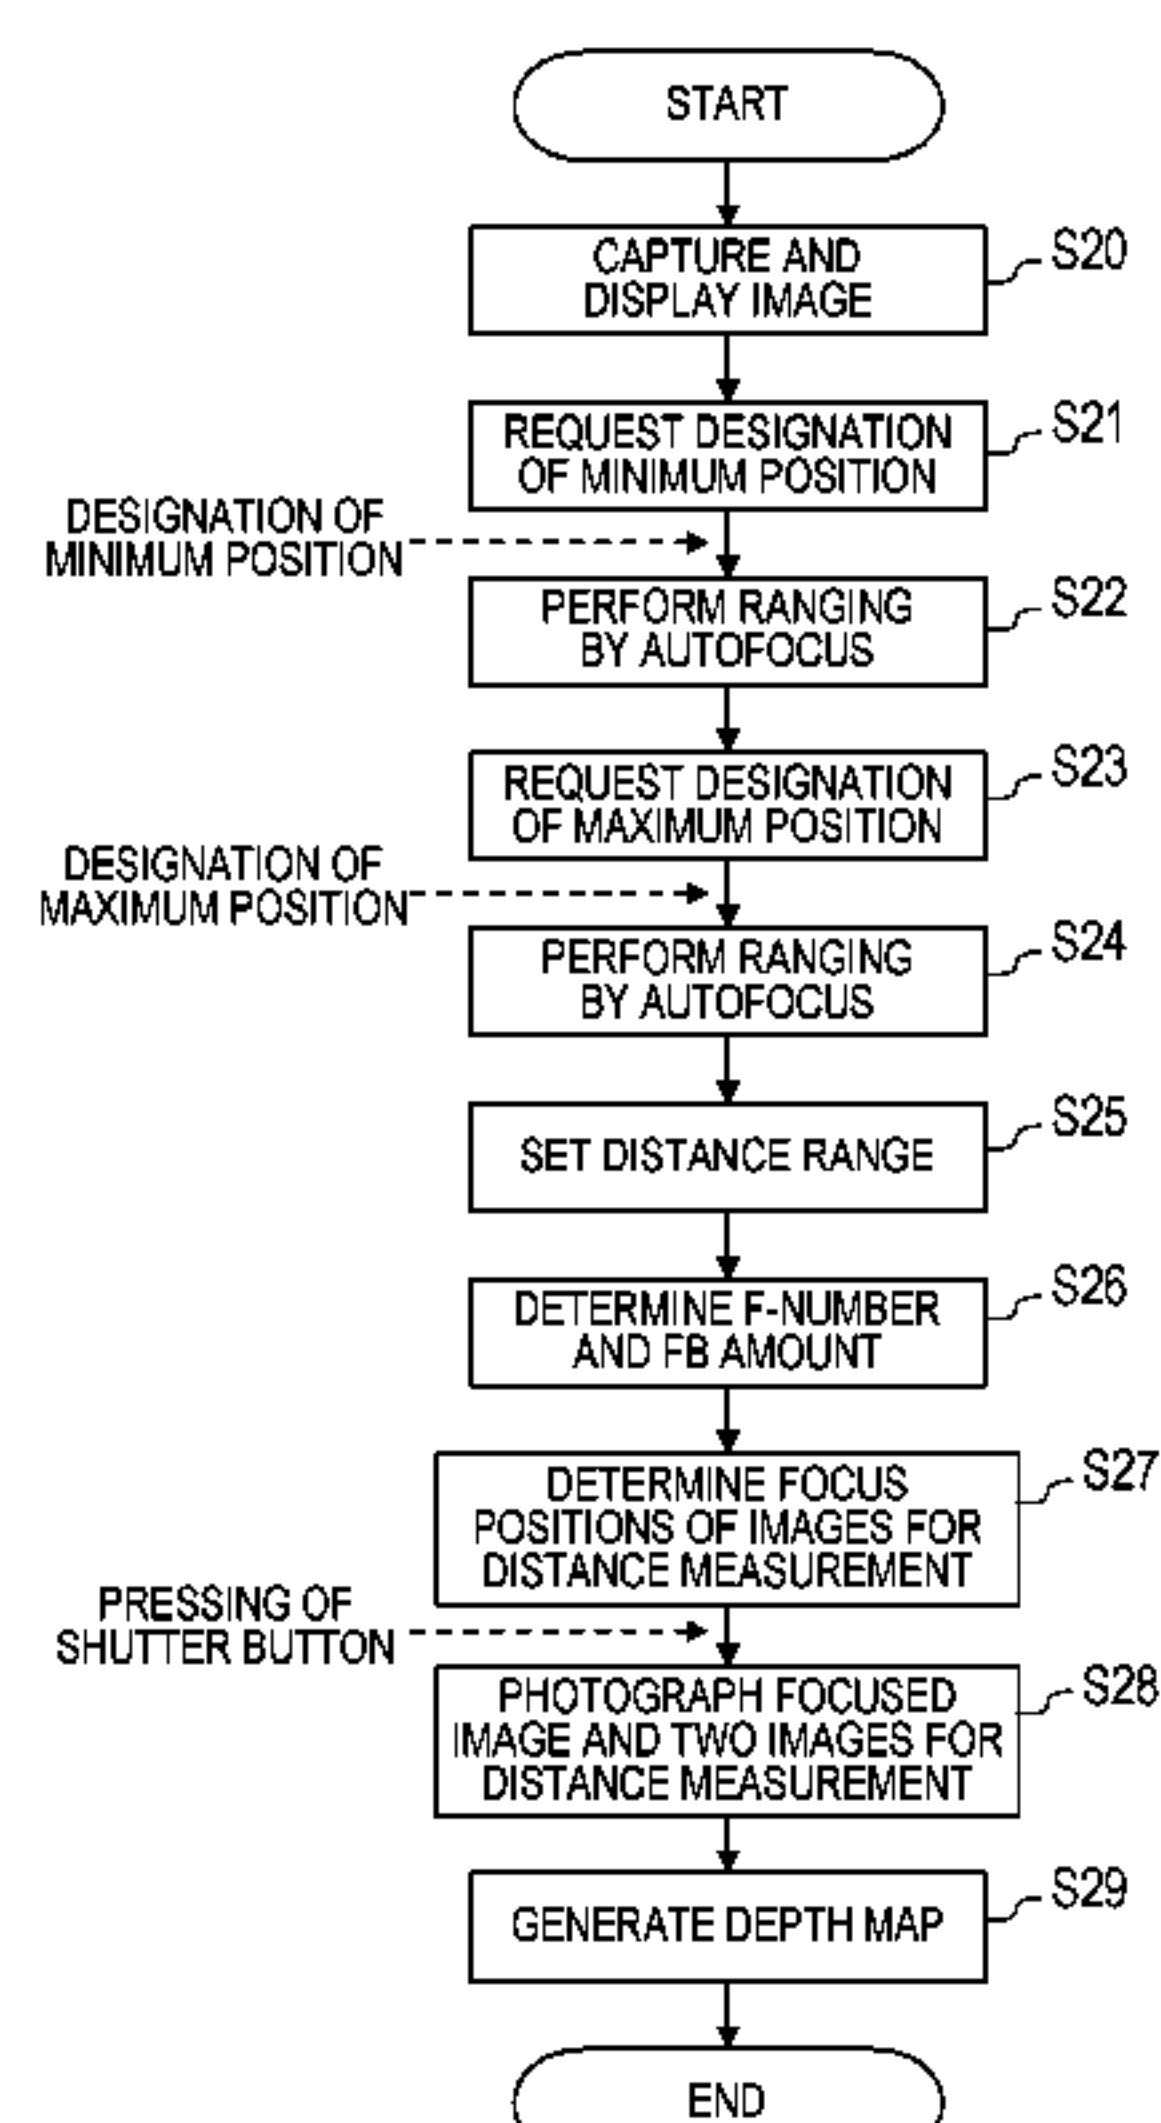 START
CAPTURE AND
DISPLAY IMAGE
S20
REQUEST DESIGNATION
OF MINIMUM POSITION
S21
DESIGNATION OF
MINIMUM POSITION
PERFORM RANGING
BY AUTOFOCUS
S22
REQUEST DESIGNATION
OF MAXIMUM POSITION
S23
DESIGNATION OF
MAXIMUM POSITION
PERFORM RANGING
BY AUTOFOCUS
S24
SET DISTANCE RANGE
S25
DETERMINE F-NUMBER
AND FB AMOUNT
S26
DETERMINE FOCUS
POSITIONS OF IMAGES FOR
DISTANCE MEASUREMENT
S27
PRESSING OF
SHUTTER BUTTON
PHOTOGRAPH FOCUSED
IMAGE AND TWO IMAGES FOR
DISTANCE MEASUREMENT
S28
GENERATE DEPTH MAP
S29
END